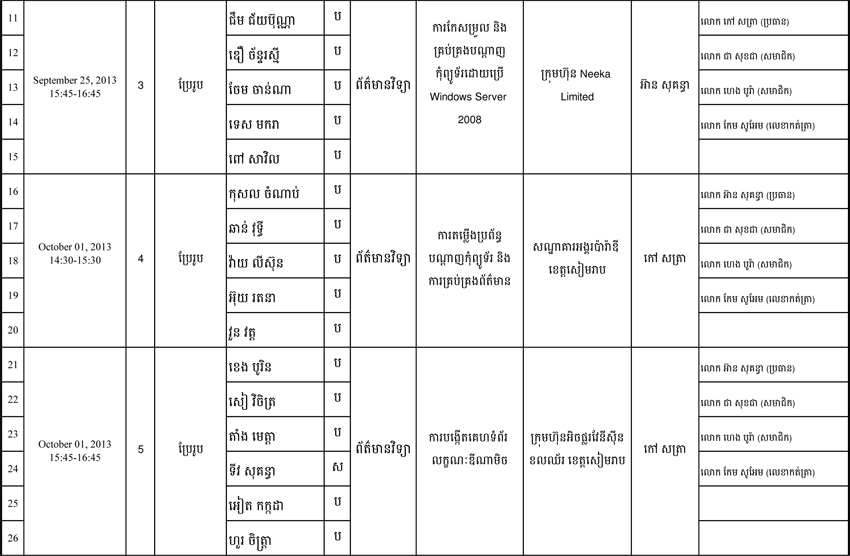 11 ជឹម ជ័យប៊ុណ្ណា ប លោក កៅ សត្រា (ប្រធាន)
12 ឌឿ ច័ន្ទរស្មី ប លោក ជា សុខជា (សមាជិក)
13 ចែម ចាន់ណា ប លោក ហេង បូរ៉ា (សមាជិក)
14 ទេស មករា ប លោក កែម សូអែម (លេខាកត់ត្រា)
15 ពៅ សាវិល ប
September 25, 2013
15:45-16:45
3 ប្រែរូប ព័ត៌មានវិទ្យា
ការកែសម្រួល និង
គ្រប់គ្រងបណ្តាញ
កុំព្យូទ័រដោយប្រើ
Windows Server
2008
ក្រុមហ៊ុន Neeka
Limited
អ៊ាន សុគន្ធា
16 កុសល ចំណាប់ ប លោក អ៊ាន សុគន្ធា (ប្រធាន)
17 ឆាន់ វុទ្ធី ប លោក ជា សុខជា (សមាជិក)
18 វ៉ាយ លីស៊ុន ប លោក ហេង បូរ៉ា (សមាជិក)
19 អ៊ុយ រតនា ប លោក កែម សូអែម (លេខាកត់ត្រា)
20 វួន វត្ត ប
October 01, 2013
14:30-15:30
4 ប្រែរូប ព័ត៌មានវិទ្យា
ការតម្លើងប្រព័ន្ធ
បណ្តាញកុំព្យូទ័រ និង
ការគ្រប់គ្រងព័ត៌មាន
សណ្ឋាគារអង្គរប៉ារ៉ាឌី
ខេត្តសៀមរាប
កៅ សត្រា
21 ខេង បូរិន ប លោក អ៊ាន សុគន្ធា (ប្រធាន)
22 សៀ វិចិត្រ ប លោក ជា សុខជា (សមាជិក)
23 តាំង មេត្តា ប លោក ហេង បូរ៉ា (សមាជិក)
24 ទីវ សុគន្ធា ស លោក កែម សូអែម (លេខាកត់ត្រា)
25 អៀត កក្កដា ប
26 ហួរ ចិត្ត្រា ប
October 01, 2013
15:45-16:45
5 ប្រែរូប ព័ត៌មានវិទ្យា
ការបង្កើតគេហទំព័រ
លក្ខណៈឌីណាមិច
ក្រុមហ៊ុនអិចផ្លរវែនីស៊ីន
ខលឈ័រ ខេត្តសៀមរាប
កៅ សត្រា